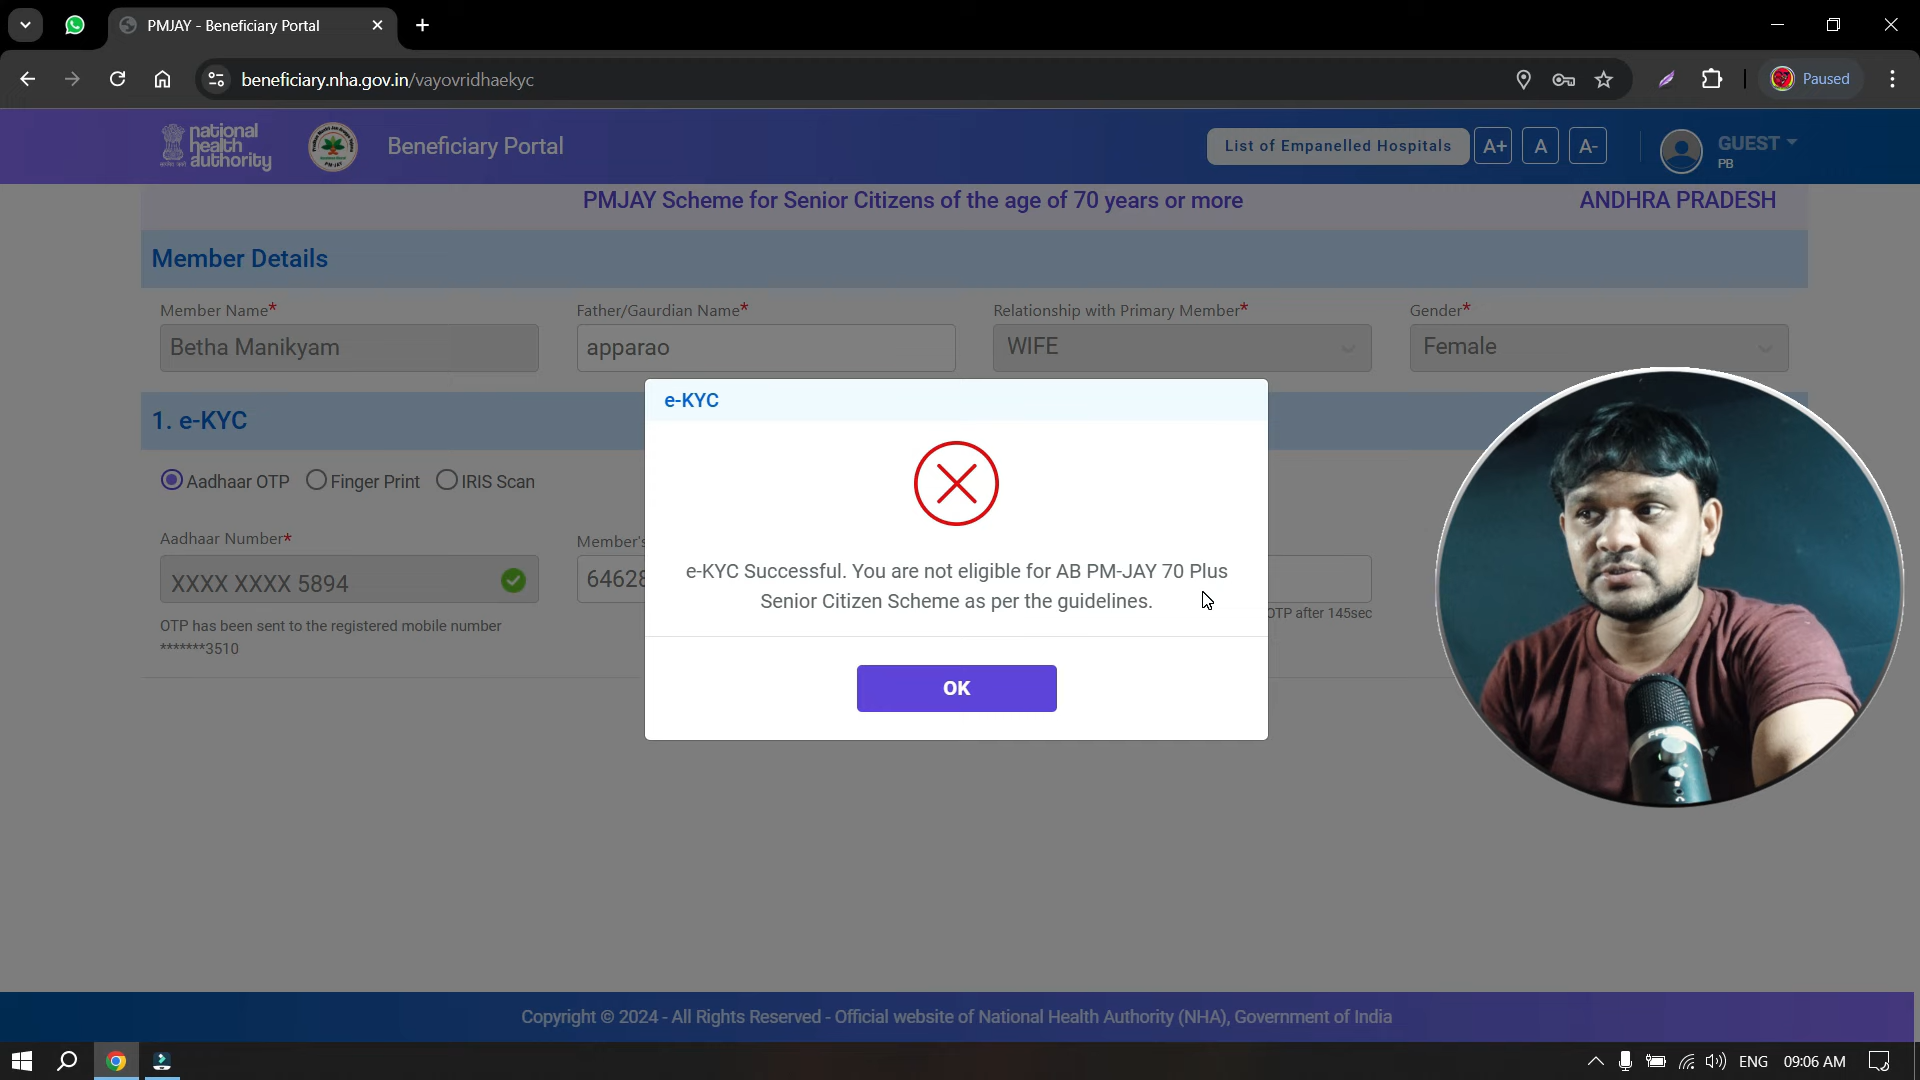 PMJAY - Beneficiary Portal
beneficiary.nha.gov.in/vayovridhaekyc
Paused
national
health
authority
PM-JAY
Beneficiary Portal
List of Empanelled Hospitals
A+
A
A-
GUEST
PB
PMJAY Scheme for Senior Citizens of the age of 70 years or more
ANDHRA PRADESH
Member Details
Member Name*
Father/Gaurdian Name*
Relationship with Primary Member*
Gender*
Betha Manikyam
apparao
WIFE
Female
1. e-KYC
e-KYC
Aadhaar OTP
Finger Print
IRIS Scan
Aadhaar Number*
Member's
XXXX XXXX 5894
64628
OTP has been sent to the registered mobile number
*******3510
OTP after 145sec
e-KYC Successful. You are not eligible for AB PM-JAY 70 Plus
Senior Citizen Scheme as per the guidelines.
OK
Copyright © 2024 - All Rights Reserved - Official website of National Health Authority (NHA), Government of India
ENG
09:06 AM